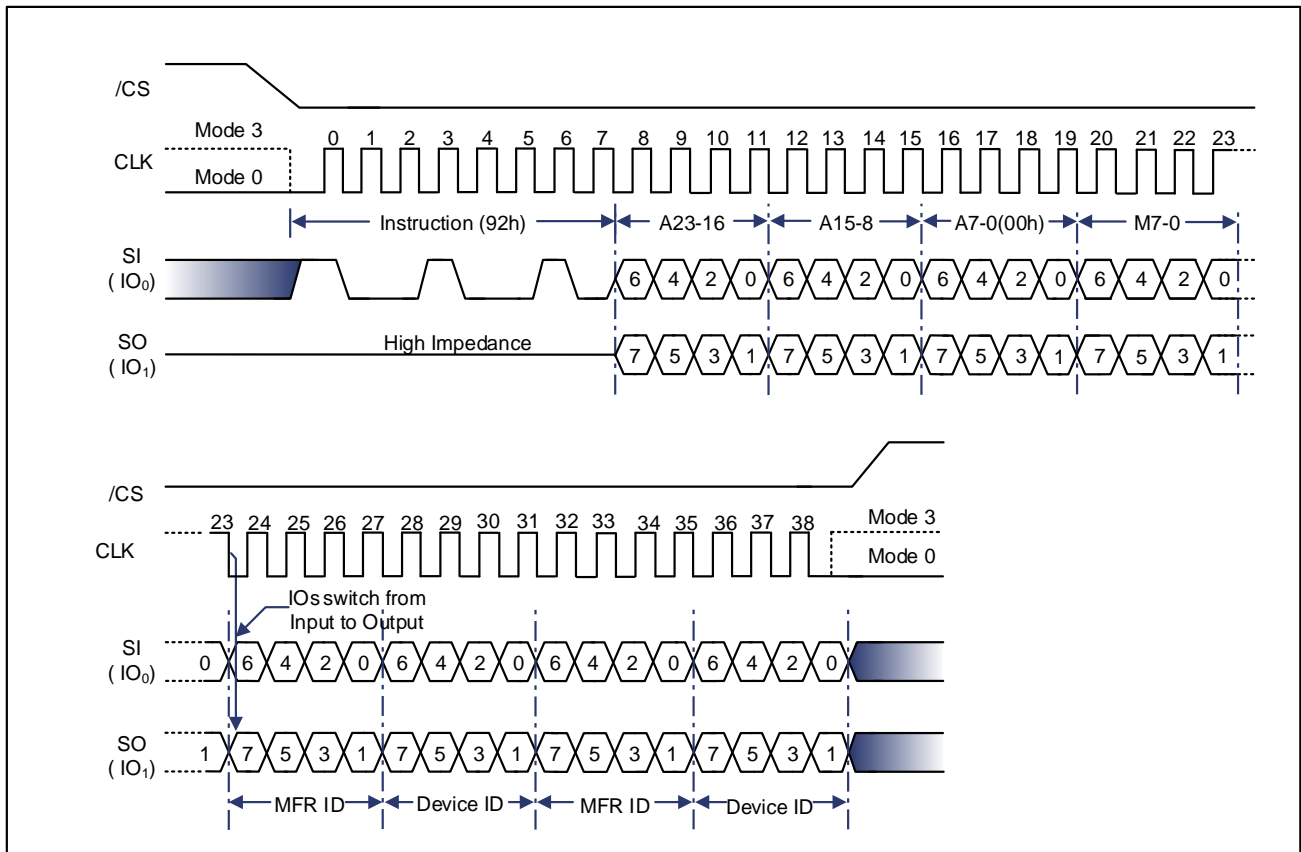 /CS
Mode 3
CLK
Mode 0
0 1 2 3 4 5 6 7 8 9 10 11 12 13 14 15 16 17 18 19 20 21 22 23
Instruction (92h) A23-16 A15-8 A7-0(00h) M7-0
SI
( IO₀)
6 4 2 0 6 4 2 0 6 4 2 0 6 4 2 0
SO
( IO₁)
High Impedance
7 5 3 1 7 5 3 1 7 5 3 1 7 5 3 1
/CS
23 24 25 26 27 28 29 30 31 32 33 34 35 36 37 38
CLK
Mode 3
Mode 0
IOs switch from
Input to Output
SI
( IO₀)
0 6 4 2 0 6 4 2 0 6 4 2 0 6 4 2 0
SO
( IO₁)
1 7 5 3 1 7 5 3 1 7 5 3 1 7 5 3 1
MFR ID Device ID MFR ID Device ID